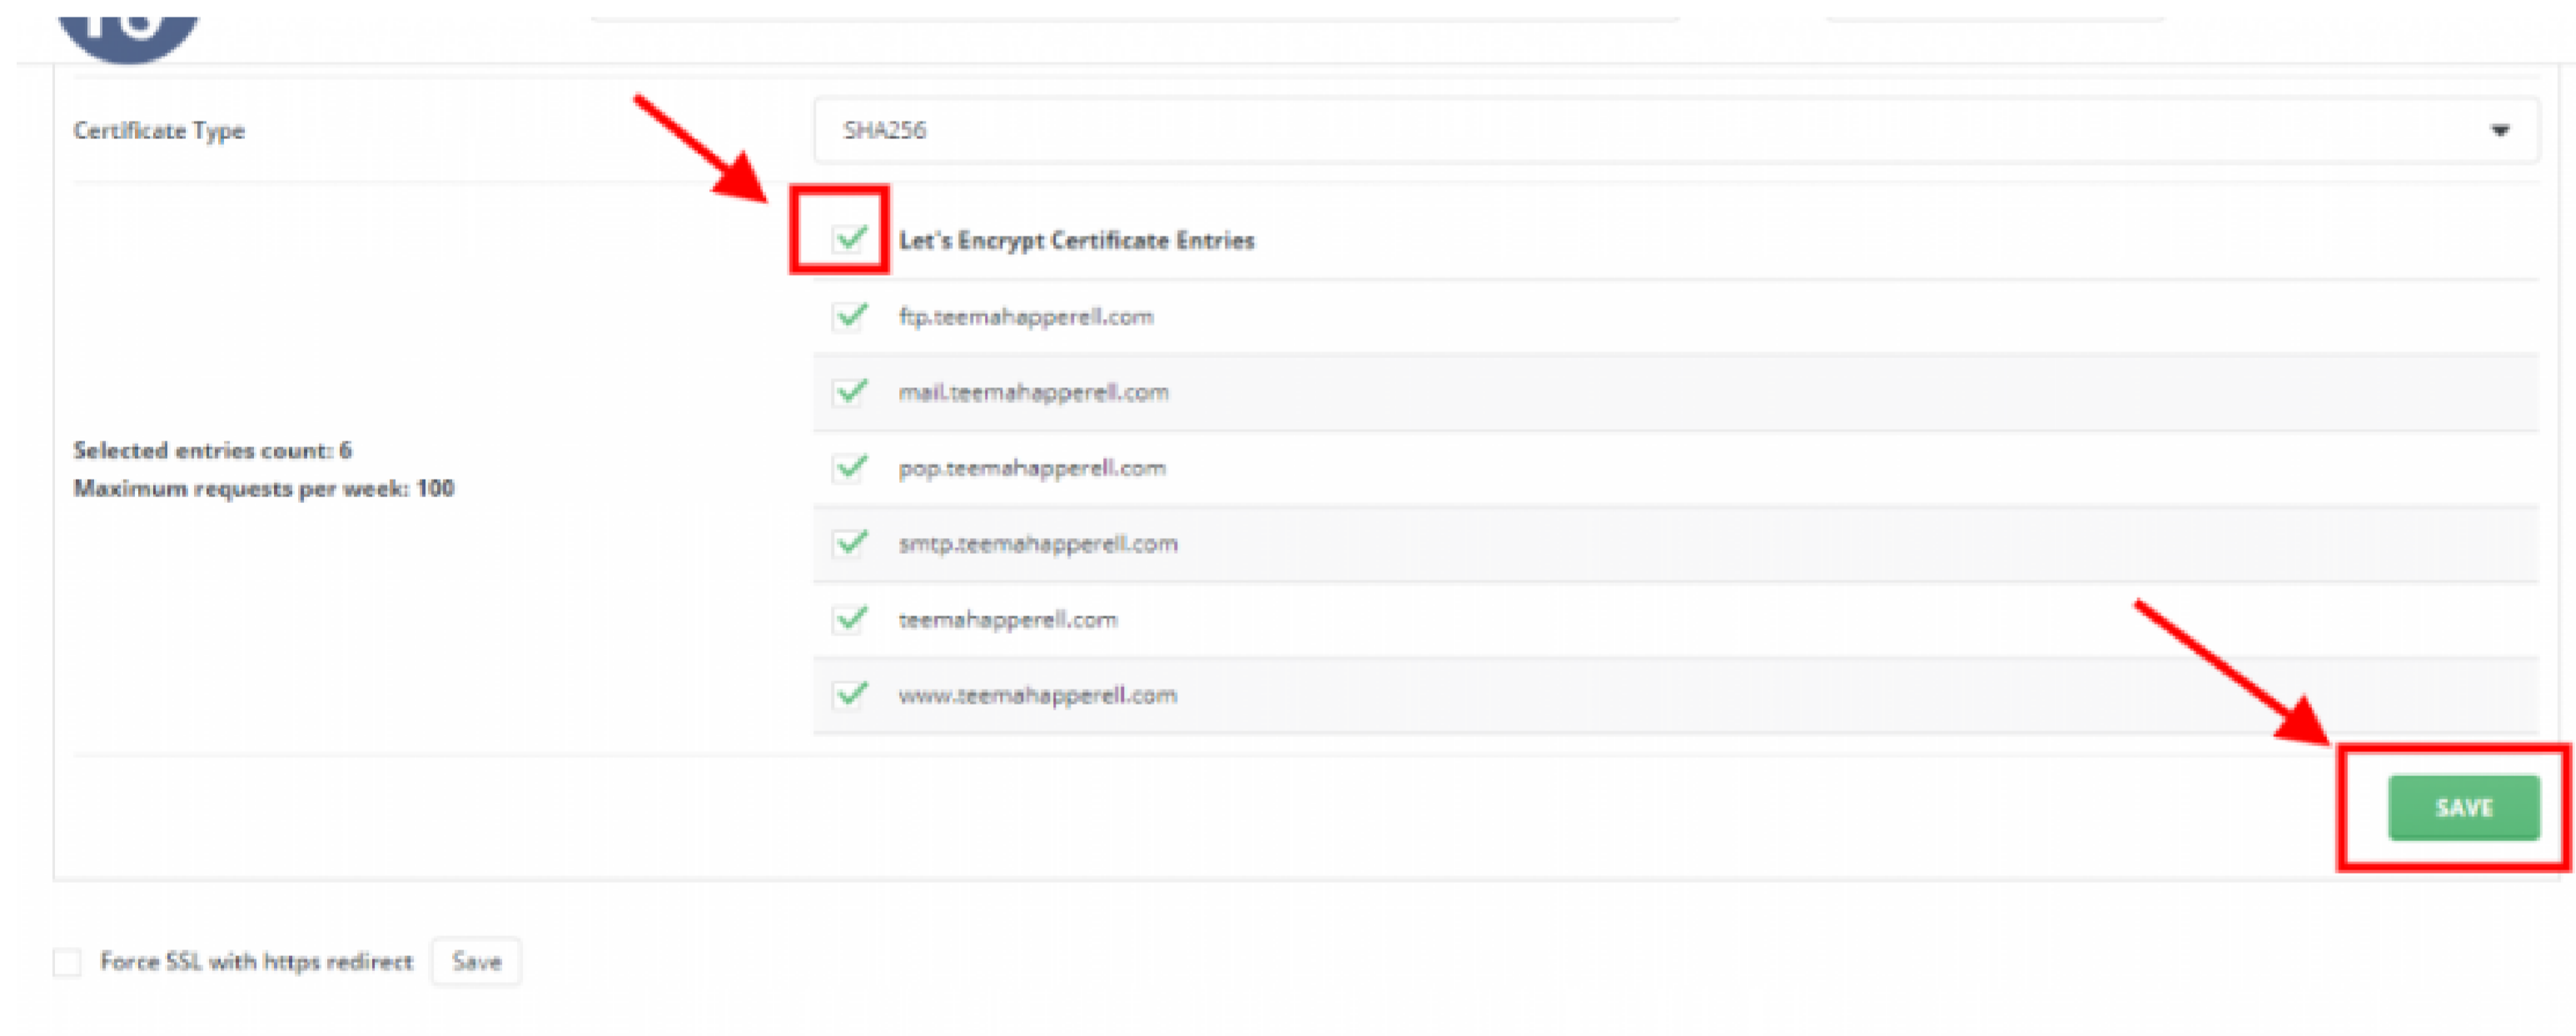 Certificate Type
SHA256
Let's Encrypt Certificate Entries
ftp.teemahapperell.com
mail.teemahapperell.com
Selected entries count: 6
Maximum requests per week: 100
pop.teemahapperell.com
smtp.teemahapperell.com
teemahapperell.com
www.teemahapperell.com
SAVE
Force SSL with https redirect
Save